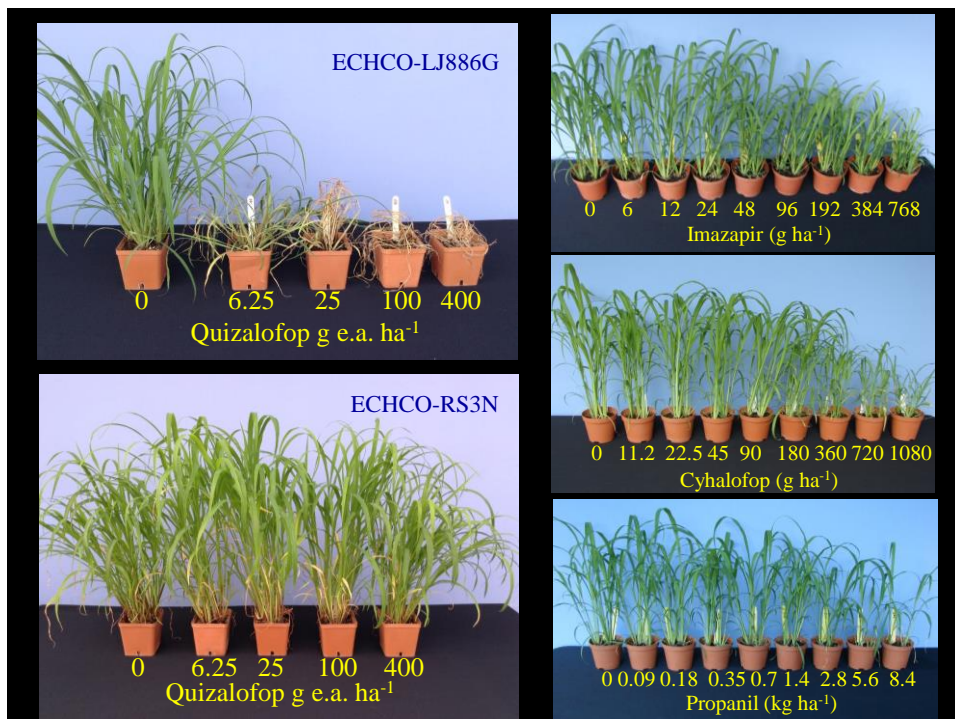 ECHCO-LJ886G
0 6.25 25 100 400
Quizalofop g e.a. ha⁻¹
ECHCO-RS3N
0 6.25 25 100 400
Quizalofop g e.a. ha⁻¹
0 6 12 24 48 96 192 384 768
Imazapir (g ha⁻¹)
0 11.2 22.5 45 90 180 360 720 1080
Cyhalofop (g ha⁻¹)
0 0.09 0.18 0.35 0.7 1.4 2.8 5.6 8.4
Propanil (kg ha⁻¹)